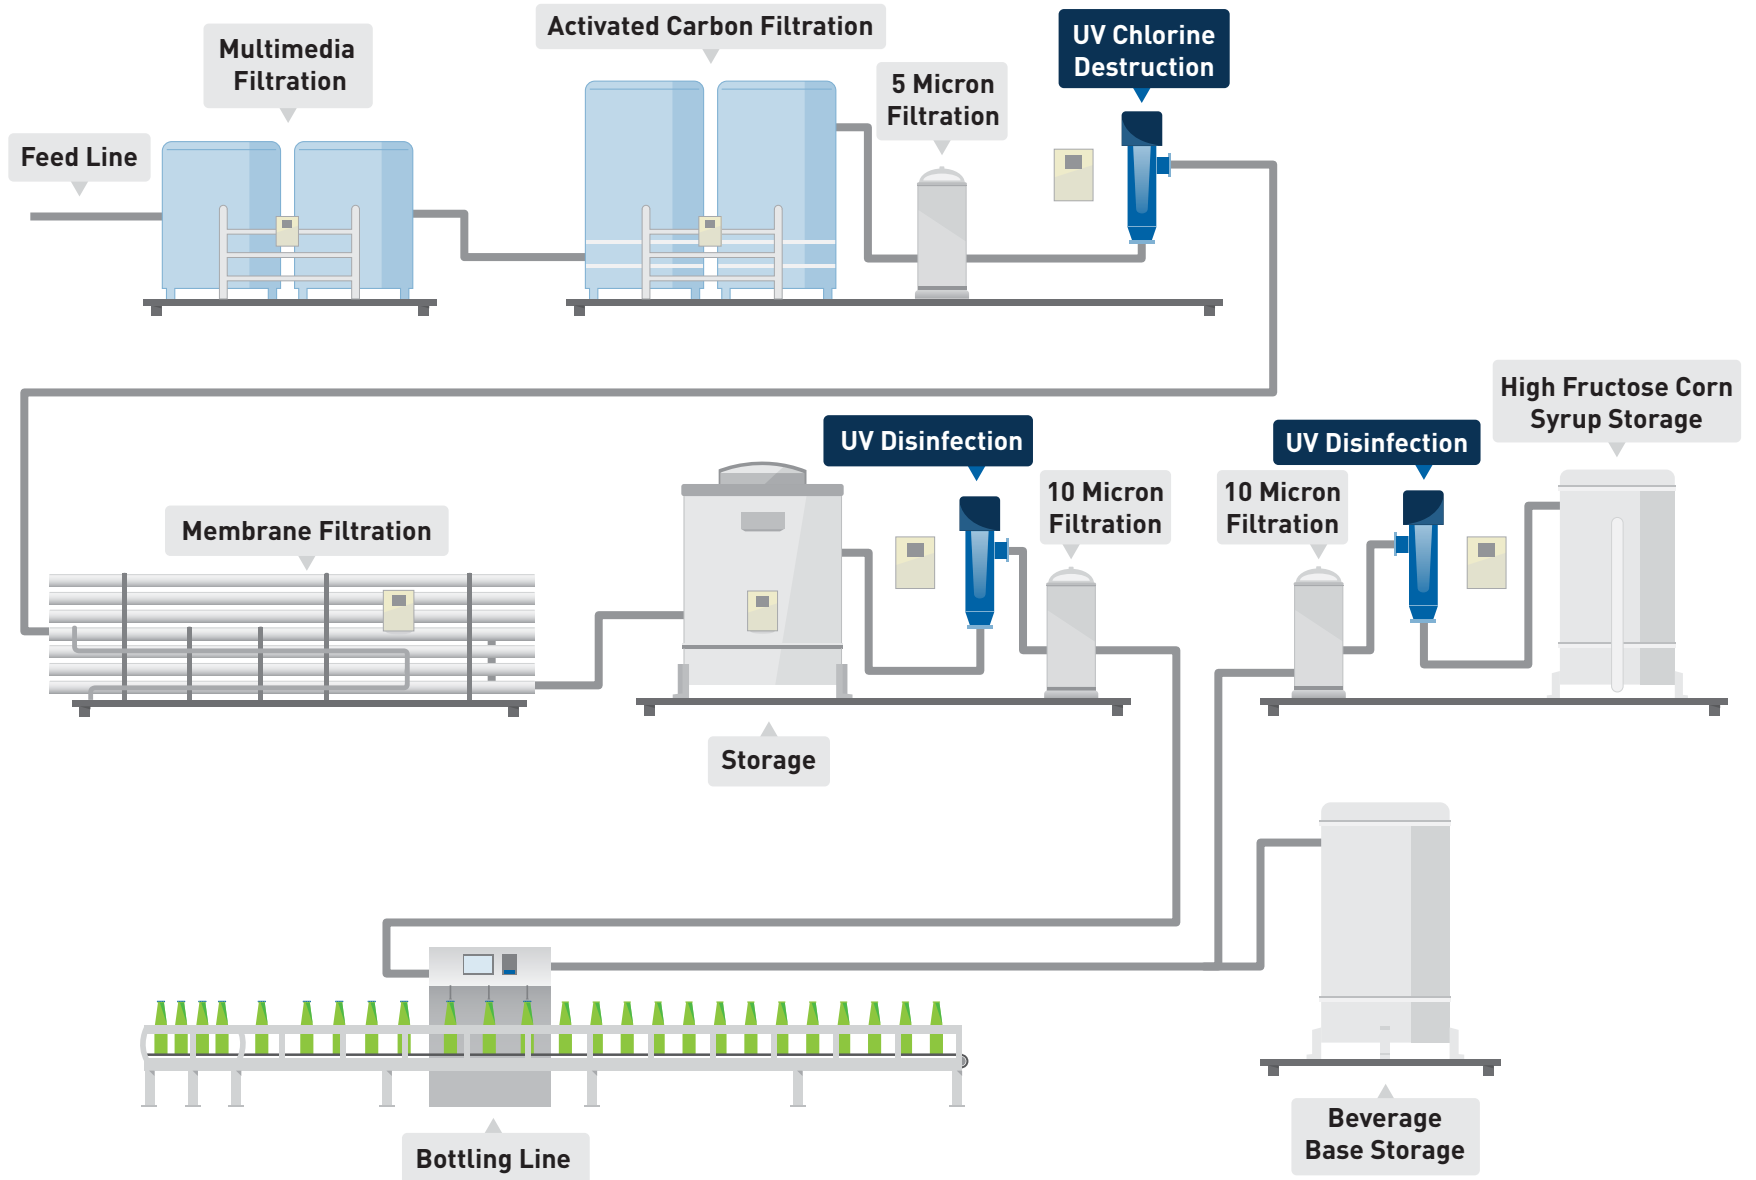 Activated Carbon Filtration
Multimedia
Filtration
UV Chlorine
Destruction
5 Micron
Filtration
Feed Line
High Fructose Corn
Syrup Storage
UV Disinfection
UV Disinfection
10 Micron
Filtration
10 Micron
Filtration
Membrane Filtration
Storage
Beverage
Base Storage
Bottling Line